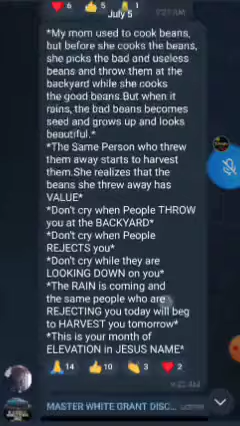 6 5 1
July 5
*My mom used to cook beans,
but before she cooks the beans,
she picks the bad and useless
beans and throw them at the
backyard while she cooks
the good beans.But when it
rains, the bad beans becomes
seed and grows up and looks
beautiful.*
*The Same Person who threw
them away starts to harvest
them.She realizes that the
beans she threw away has
VALUE*
*Don't cry when People THROW
you at the BACKYARD*
*Don't cry when People
REJECTS you*
*Don't cry while they are
LOOKING DOWN on you*
*The RAIN is coming and
the same people who are
REJECTING you today will beg
to HARVEST you tomorrow*
*This is your month of
ELEVATION in JESUS NAME*
14 10 3 2
MASTER WHITE GRANT DISC...